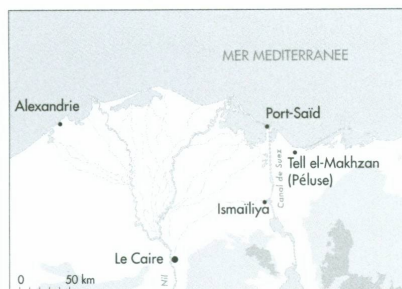 MER MEDITERRANEE
Alexandrie
Port-Saïd
Tell el-Makhzan
(Péluse)
Canal de Suez
Ismaïliya
Le Caire
0 50 km
Nil